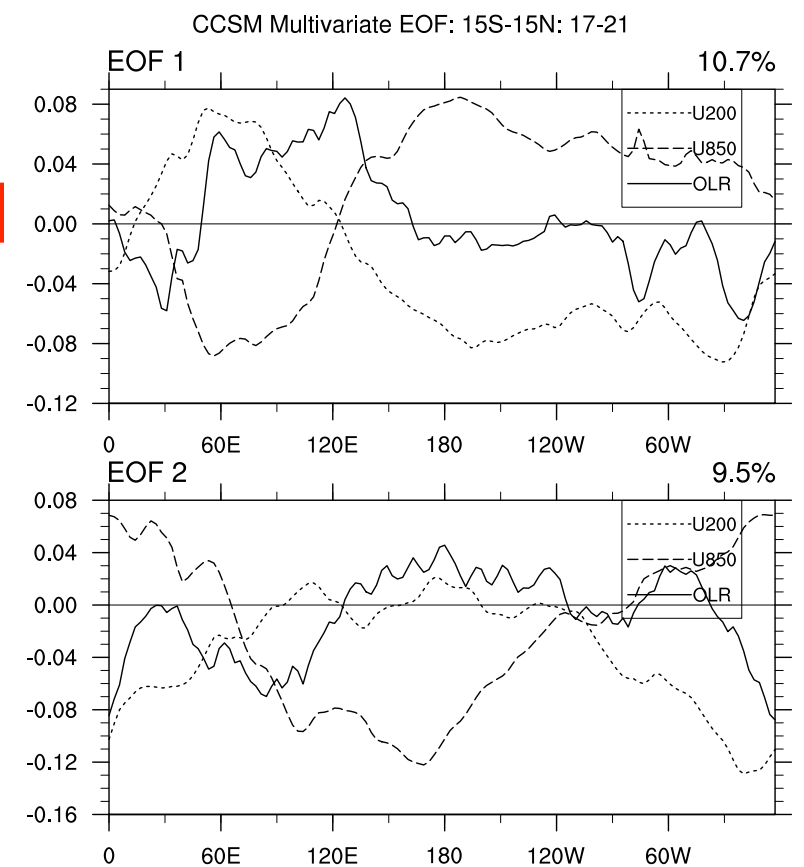 CCSM Multivariate EOF: 15S-15N: 17-21
EOF 1 10.7%
0.08
0.04
0.00
-0.04
-0.08
-0.12
U200
U850
OLR
0 60E 120E 180 120W 60W
EOF 2 9.5%
0.08
0.04
0.00
-0.04
-0.08
-0.12
-0.16
U200
U850
OLR
0 60E 120E 180 120W 60W